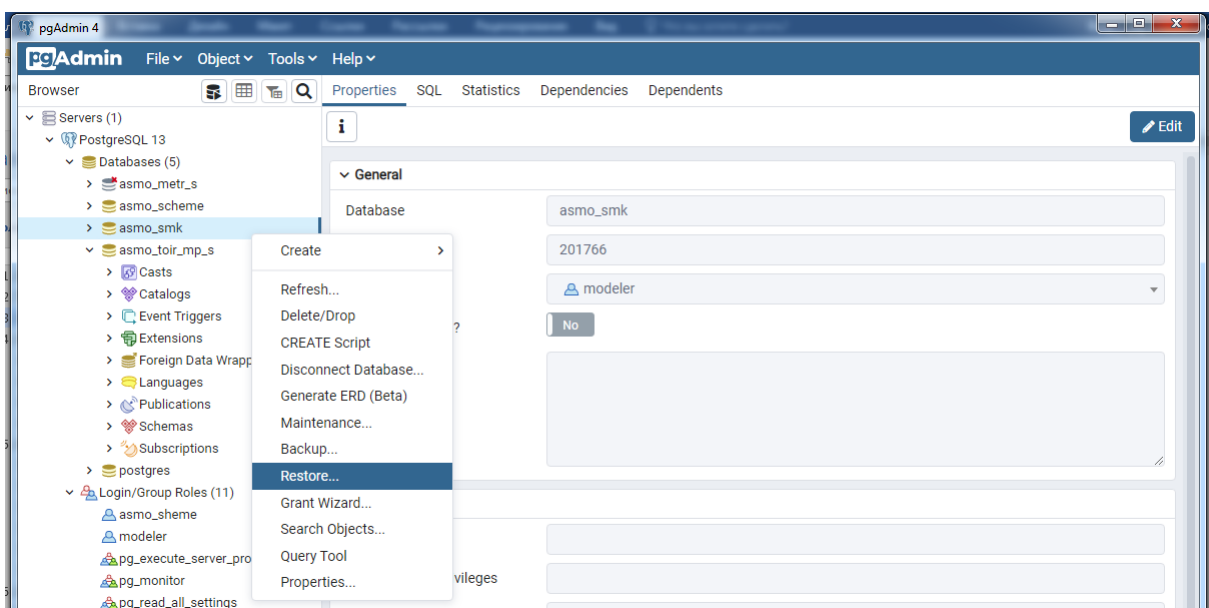 pgAdmin 4
pgAdmin File Object Tools Help
Browser
Properties SQL Statistics Dependencies Dependents
Servers (1)
PostgreSQL 13
Databases (5)
asmo_metr_s
asmo_scheme
asmo_smk
asmo_toir_mp_s
Casts
Catalogs
Event Triggers
Extensions
Foreign Data Wrapp
Languages
Publications
Schemas
Subscriptions
postgres
Login/Group Roles (11)
asmo_sheme
modeler
pg_execute_server_pro
pg_monitor
pg_read_all_settings
Create
Refresh...
Delete/Drop
CREATE Script
Disconnect Database...
Generate ERD (Beta)
Maintenance...
Backup...
Restore...
Grant Wizard...
Search Objects...
Query Tool
Properties...
i
Edit
General
Database asmo_smk
201766
modeler
? No
vileges